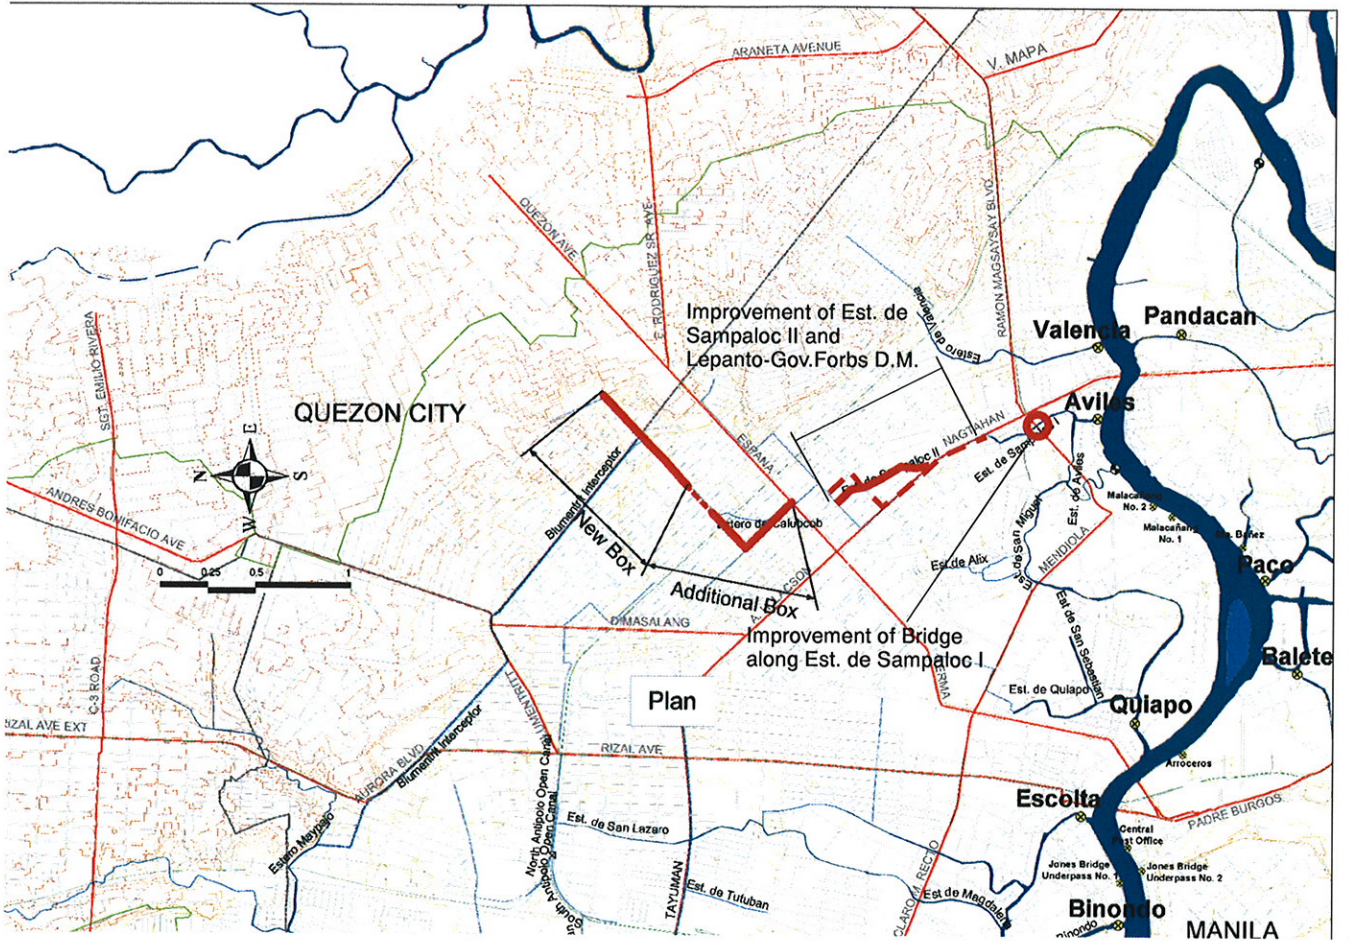 ARANETA AVENUE
V. MAPA
QUEZON AVE
E. RODRIGUEZ SR. AVE
RAMON MAGSAYSAY BLVD
Improvement of Est. de
Sampaloc II and
Lepanto-Gov.Forbs D.M.
Estero de Valencia
Estero
Valencia
Pandacan
SGT. EMILIO RIVERA
QUEZON CITY
ESPAÑA
NAGTAHAN
Aviles
E
N
S
W
Est. de Sampaloc II
Est. de Sampaloc I
Est. de Aviles
Malacañang
No. 2
Malacañang
No. 1
Blumentritt Interceptor
Estero de Calubcob
ANDRES BONIFACIO AVE
New Box
Est. de San Miguel
Est.de Alix
MENDIOLA
Paco
0
0.25
0.5
1
Additional Box
DIMASALANG
Improvement of Bridge
along Est. de Sampaloc I
Est de San Sebastian
Balete
C-3 ROAD
Plan
LERMA
Est. de Quiapo
Quiapo
RIZAL AVE EXT
BLUMENTRITT
AURORA BLVD
Blumentritt Interceptor
RIZAL AVE
Arroceros
Escolta
PADRE BURGOS
Estero Maypajo
North Antipolo Open Canal
South Antipolo Open Canal
Est. de San Lazaro
Central
Post Office
Jones Bridge
Underpass No. 1
Jones Bridge
Underpass No. 2
TAYUMAN
Est. de Tutuban
CLARO M. RECTO
Est de Magdalena
Binondo
Binondo
MANILA